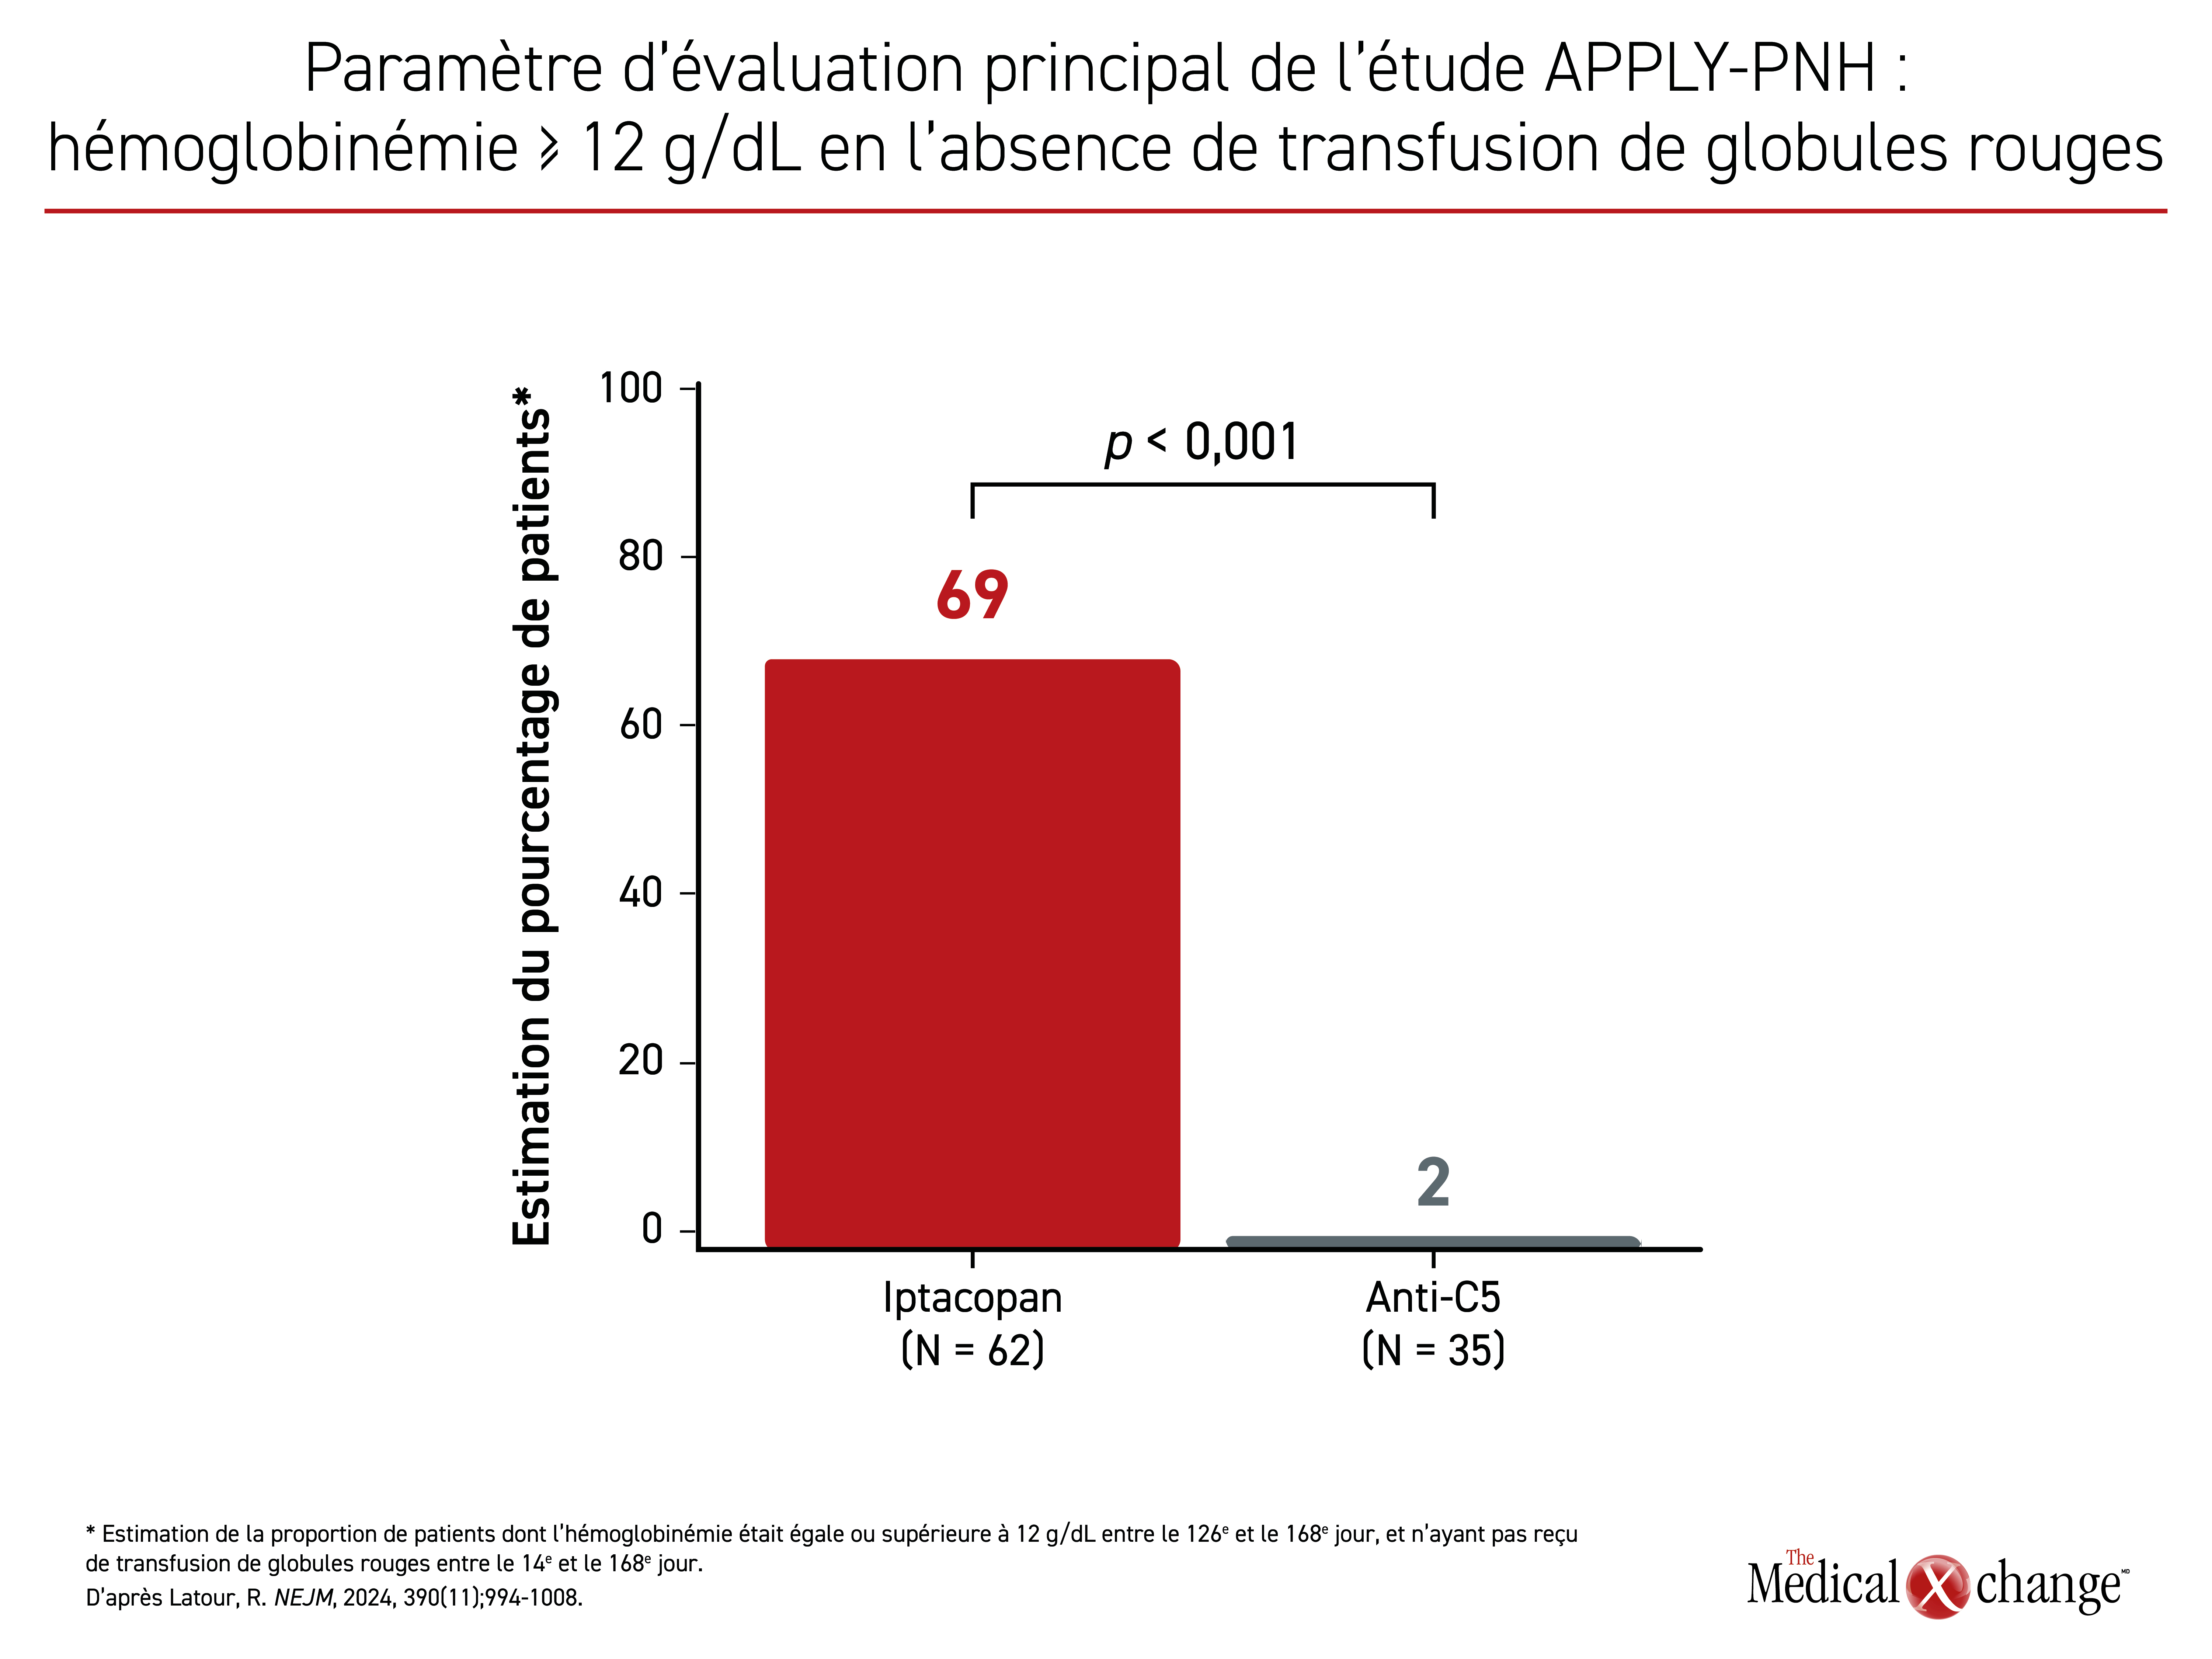 Paramètre d’évaluation principal de l’étude APPLY-PNH :
hémoglobinémie ⩾ 12 g/dL en l’absence de transfusion de globules rouges
Estimation du pourcentage de patients*
100
80
60
40
20
0
p < 0,001
69
2
Iptacopan
(N = 62)
Anti-C5
(N = 35)
* Estimation de la proportion de patients dont l’hémoglobinémie était égale ou supérieure à 12 g/dL entre le 126e et le 168e jour, et n’ayant pas reçu
de transfusion de globules rouges entre le 14e et le 168e jour.
D’après Latour, R. NEJM, 2024, 390(11);994-1008.
The
Medical Xchange MD